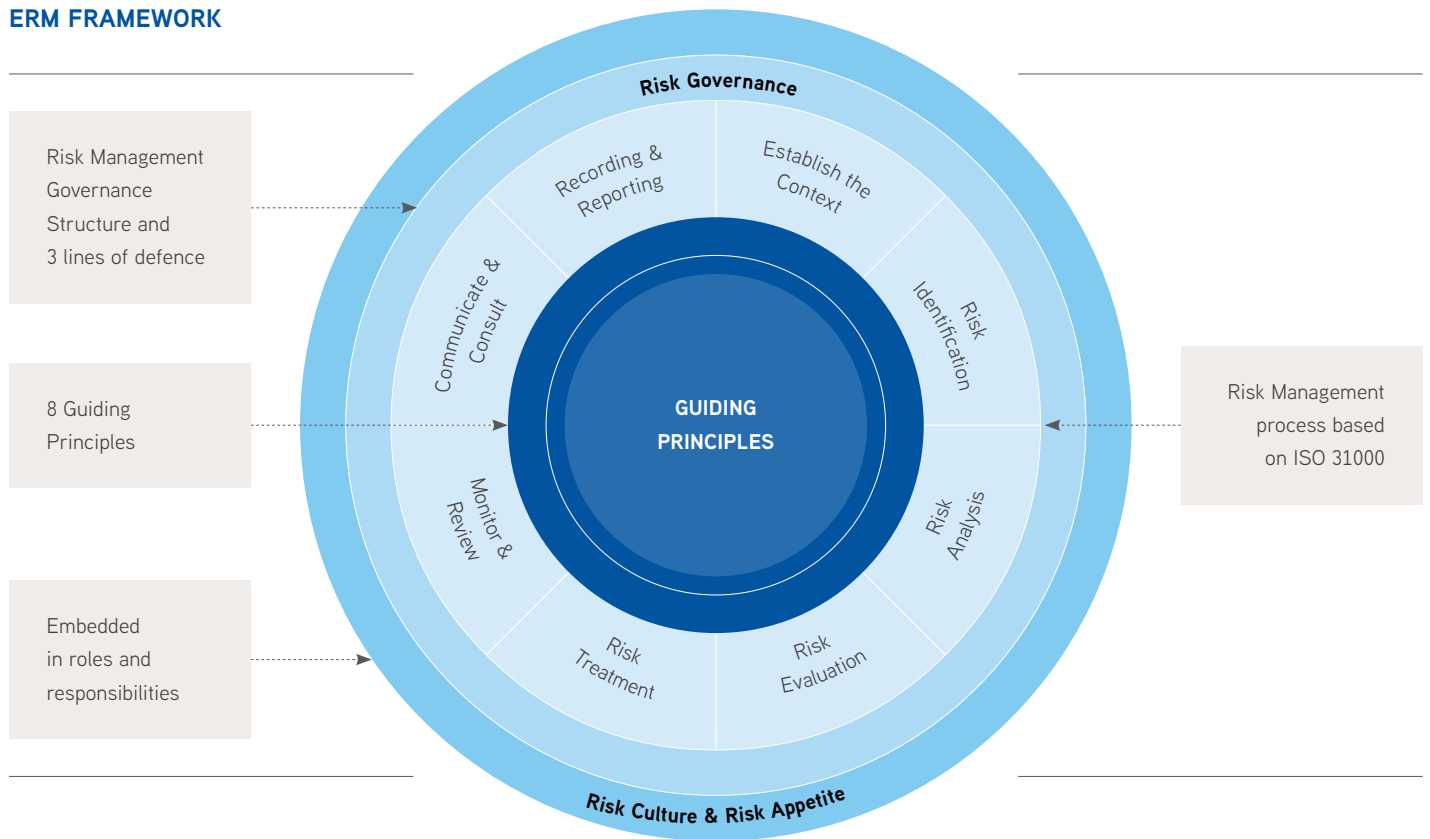 ERM FRAMEWORK
Risk Governance
Risk Management
Governance
Structure and
3 lines of defence
8 Guiding
Principles
Embedded
in roles and
responsibilities
Recording &
Reporting
Establish the
Context
Risk
Identification
Risk
Analysis
Risk
Evaluation
Risk
Treatment
Monitor &
Review
Communicate &
Consult
GUIDING
PRINCIPLES
Risk Management
process based
on ISO 31000
Risk Culture & Risk Appetite